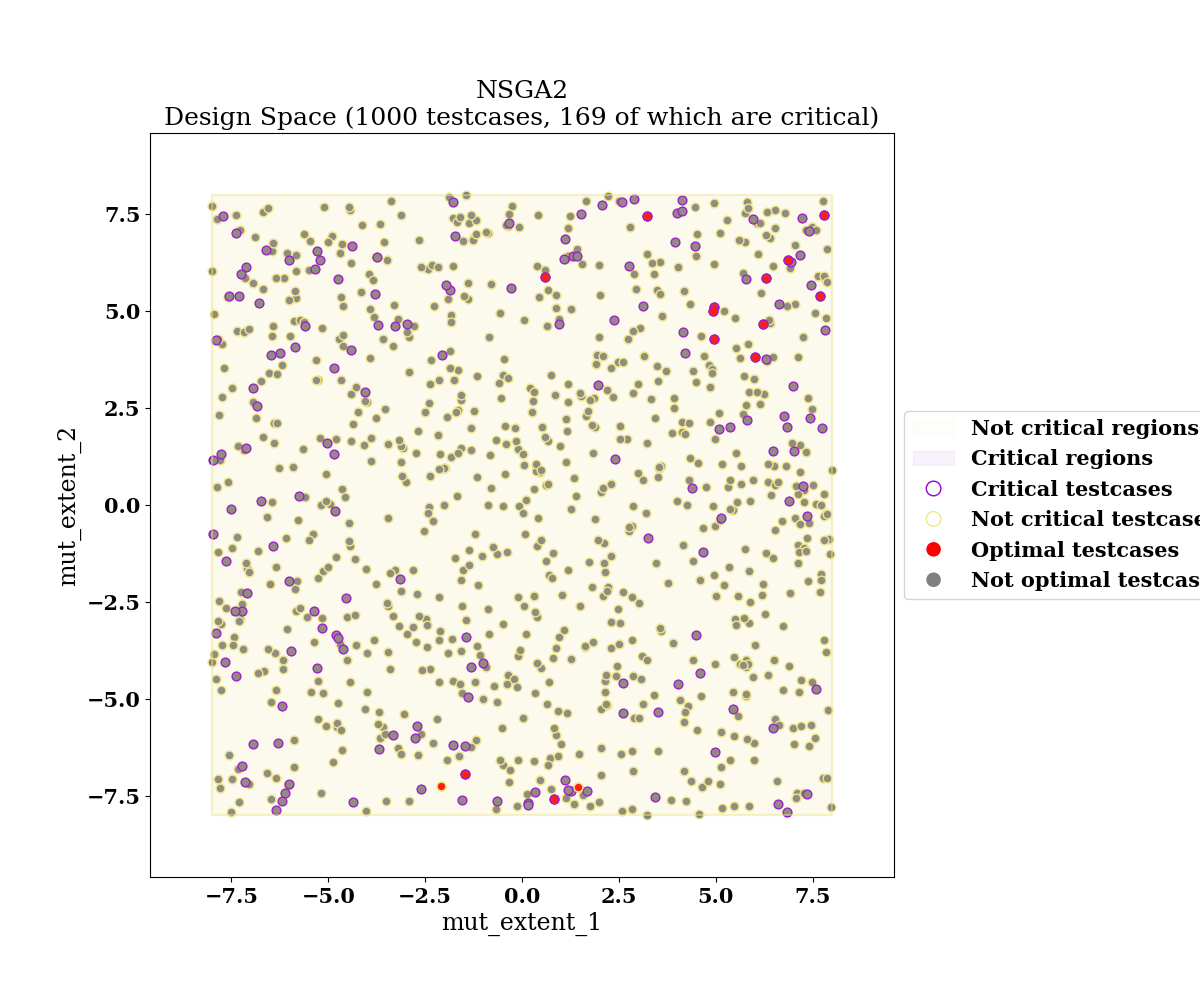 NSGA2
Design Space (1000 testcases, 169 of which are critical)
mut_extent_2
7.5
5.0
2.5
0.0
−2.5
−5.0
−7.5
−7.5
−5.0
−2.5
0.0
2.5
5.0
7.5
mut_extent_1
Not critical regions
Critical regions
Critical testcases
Not critical testcase
Optimal testcases
Not optimal testcas